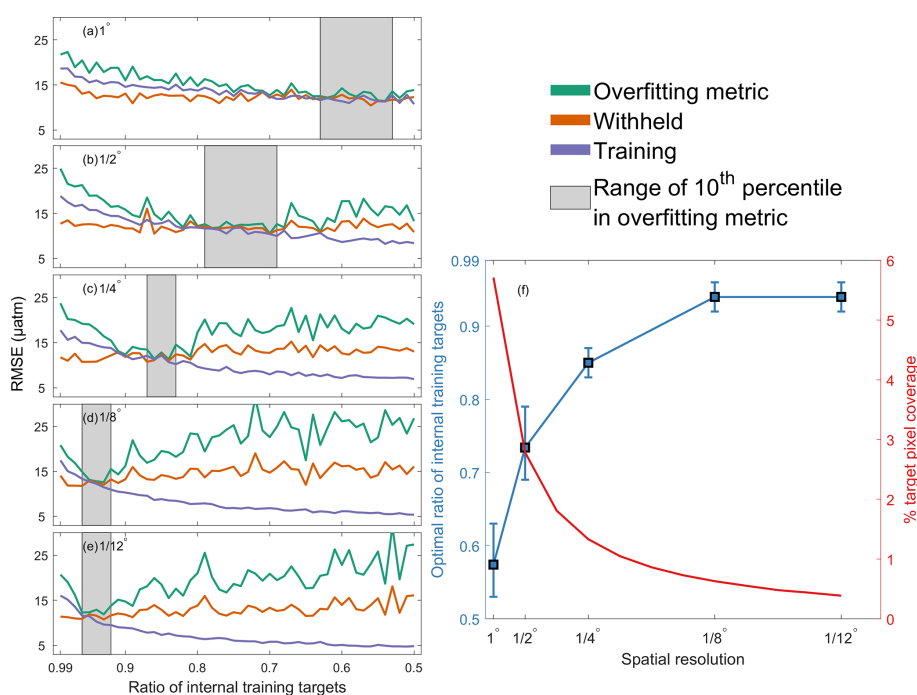 (a) 1°
25
15
5
(b) 1/2°
25
15
5
(c) 1/4°
25
15
5
(d) 1/8°
25
15
5
(e) 1/12°
25
15
5
RMSE (µatm)
0.99 0.9 0.8 0.7 0.6 0.5
Ratio of internal training targets
Overfitting metric
Withheld
Training
Range of 10th percentile
in overfitting metric
(f)
0.99
0.9
0.8
0.7
0.6
0.5
Optimal ratio of internal training targets
6
5
4
3
2
1
0
% target pixel coverage
1° 1/2° 1/4° 1/8° 1/12°
Spatial resolution